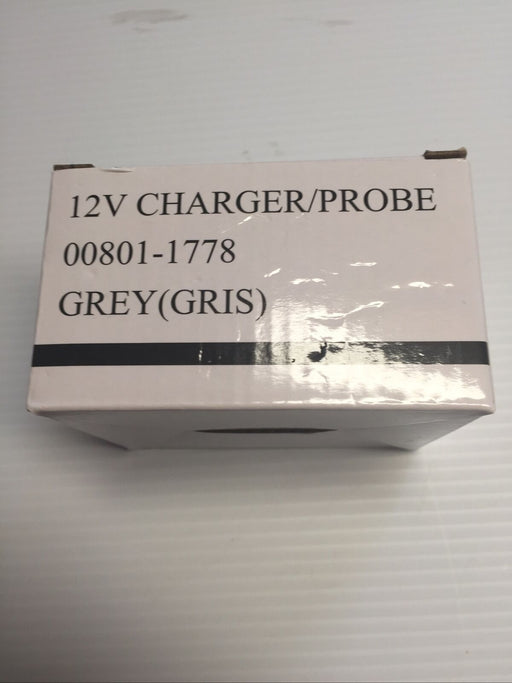 12V CHARGER/PROBE
00801-1778
GREY(GRIS)